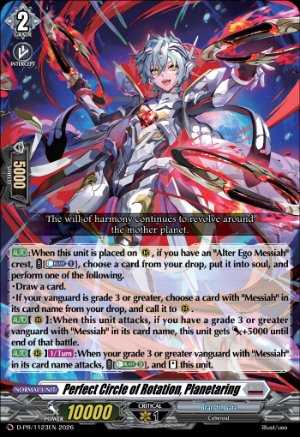 2
GRADE
INTERCEPT
5000
SHIELD
The will of harmony continues to revolve around
the mother planet.
AUTO :When this unit is placed on , if you have an "Alter Ego Messiah"
crest, [ ], choose a card from your drop, put it into soul, and
perform one of the following.
・Draw a card.
・If your vanguard is grade 3 or greater, choose a card with "Messiah" in
its card name from your drop, and call it to .
AUTO [ ]:When this unit attacks, if you have a grade 3 or greater
vanguard with "Messiah" in its card name, this unit gets +5000 until
end of that battle.
AUTO 1/Turn :When your vanguard grade 3 or greater with "Messiah" in
its card name attacks, [ ], and this unit.
NORMAL UNIT
Perfect Circle of Rotation, Planetaring
POWER 10000
CRITICAL 1
Brandt Gate
Cyberoid
D-PR/1123EN 2026